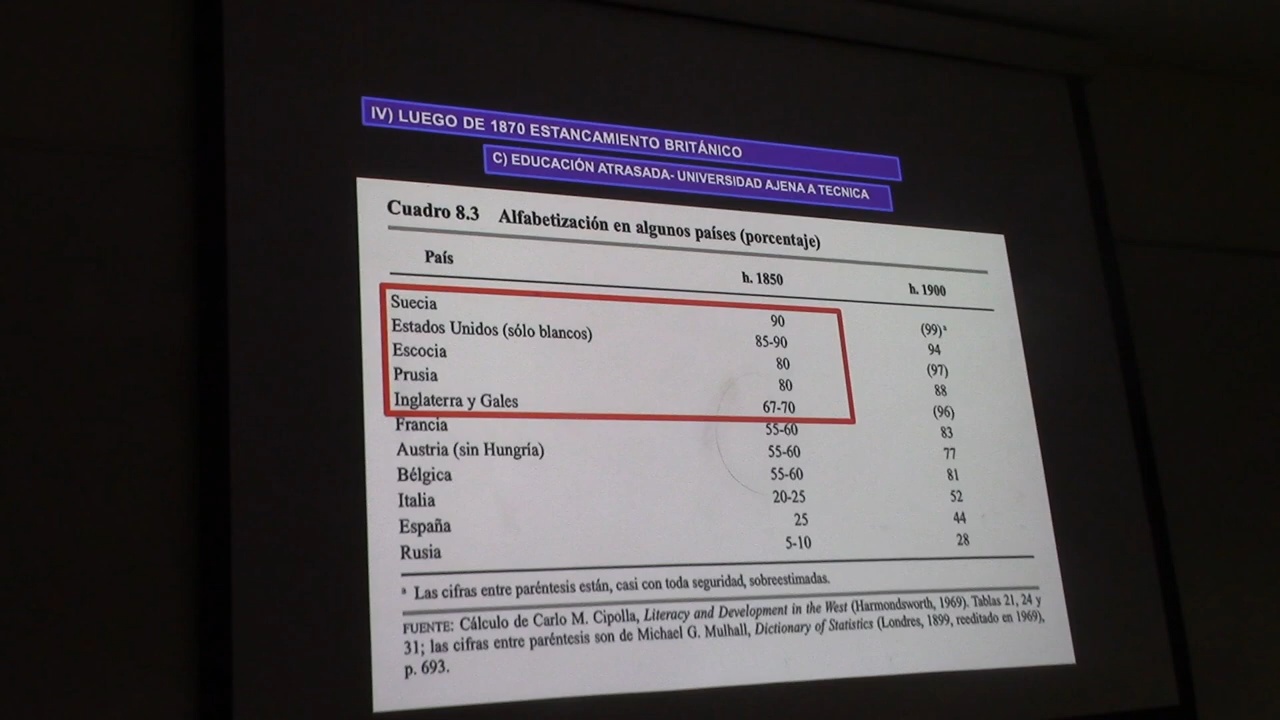 IV) LUEGO DE 1870 ESTANCAMIENTO BRITÁNICO
C) EDUCACIÓN ATRASADA- UNIVERSIDAD AJENA A TECNICA
Cuadro 8.3 Alfabetización en algunos países (porcentaje)
País h. 1850 h. 1900
Suecia 90 (99)ª
Estados Unidos (sólo blancos) 85-90 94
Escocia 80 (97)
Prusia 80 88
Inglaterra y Gales 67-70 (96)
Francia 55-60 83
Austria (sin Hungría) 55-60 77
Bélgica 55-60 81
Italia 20-25 52
España 25 44
Rusia 5-10 28
ª Las cifras entre paréntesis están, casi con toda seguridad, sobreestimadas.
FUENTE: Cálculo de Carlo M. Cipolla, Literacy and Development in the West (Harmondsworth, 1969). Tablas 21, 24 y
31; las cifras entre paréntesis son de Michael G. Mulhall, Dictionary of Statistics (Londres, 1899, reeditado en 1969),
p. 693.